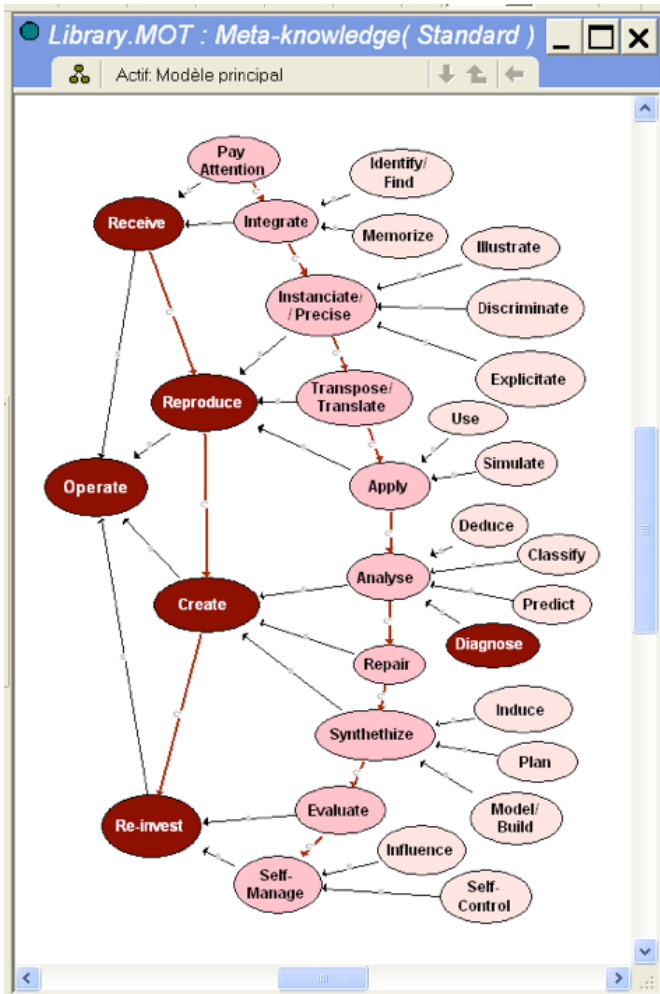 Library.MOT : Meta-knowledge( Standard )
Actif: Modèle principal
Pay
Attention
Identify/
Find
Receive
Integrate
Memorize
Illustrate
Instanciate/
/Precise
Discriminate
Explicitate
Reproduce
Transpose/
Translate
Use
Simulate
Operate
Apply
Deduce
Classify
Analyse
Create
Predict
Diagnose
Repair
Induce
Synthethize
Plan
Model/
Build
Evaluate
Re-invest
Influence
Self-
Manage
Self-
Control